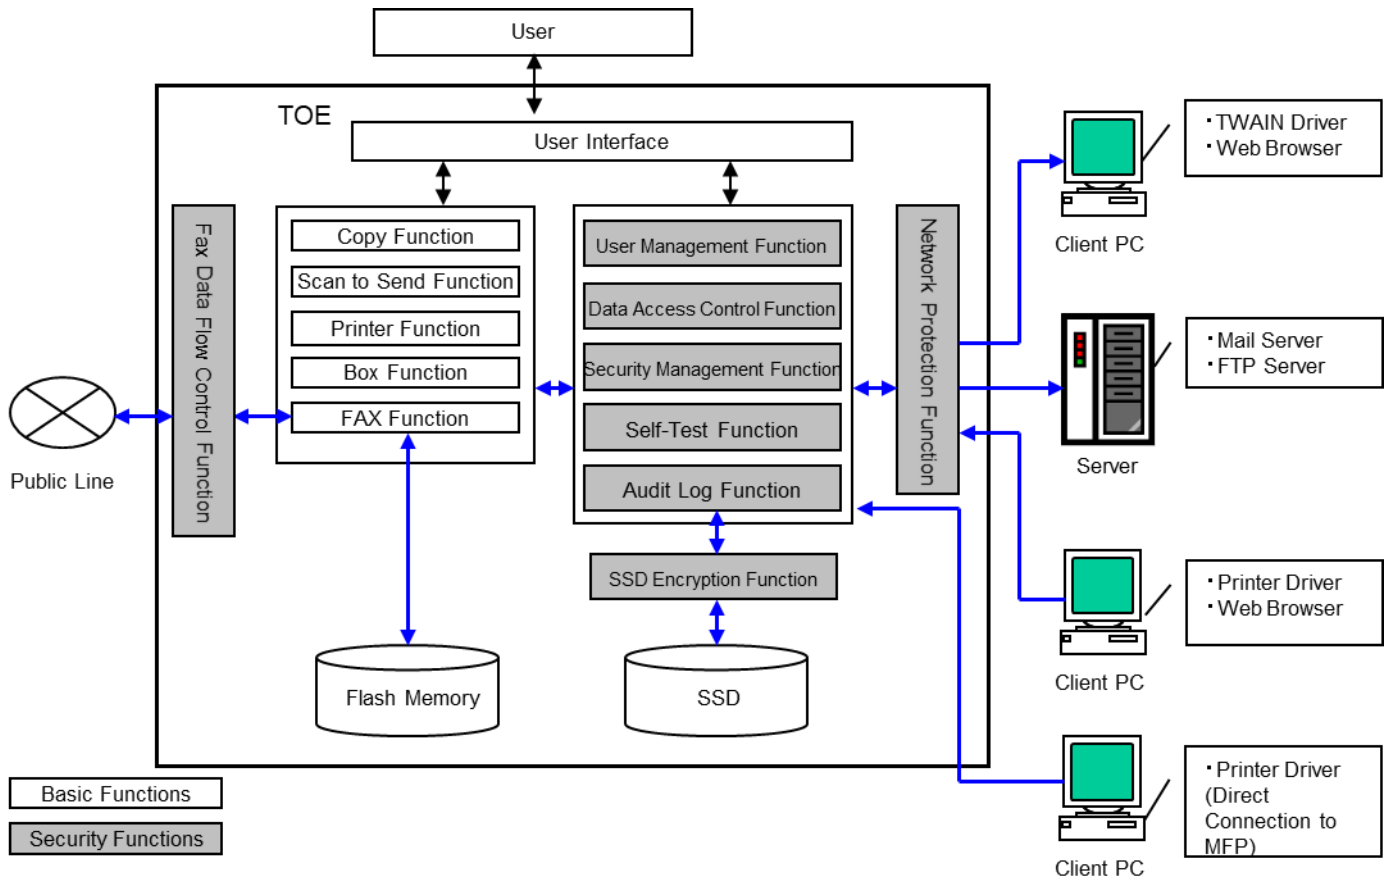 User
TOE
User Interface
Fax Data Flow Control Function
Copy Function
Scan to Send Function
Printer Function
Box Function
FAX Function
User Management Function
Data Access Control Function
Security Management Function
Self-Test Function
Audit Log Function
SSD Encryption Function
Network Protection Function
Flash Memory
SSD
Public Line
Client PC
・TWAIN Driver
・Web Browser
Server
・Mail Server
・FTP Server
Client PC
・Printer Driver
・Web Browser
Client PC
・Printer Driver
(Direct
Connection to
MFP)
Basic Functions
Security Functions